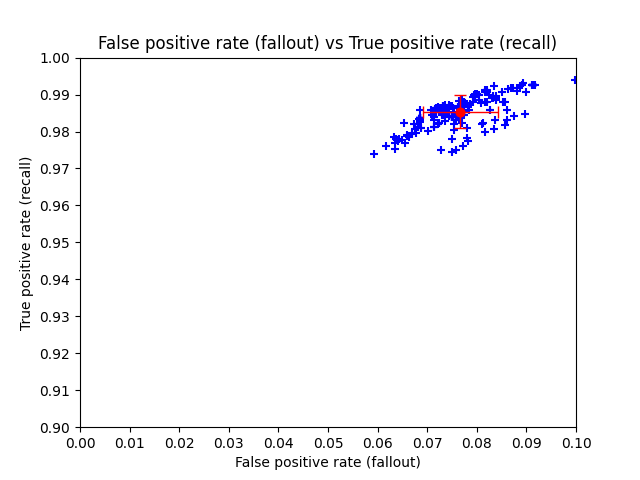 False positive rate (fallout) vs True positive rate (recall)
1.00
0.99
0.98
0.97
0.96
0.95
0.94
0.93
0.92
0.91
0.90
True positive rate (recall)
0.00 0.01 0.02 0.03 0.04 0.05 0.06 0.07 0.08 0.09 0.10
False positive rate (fallout)